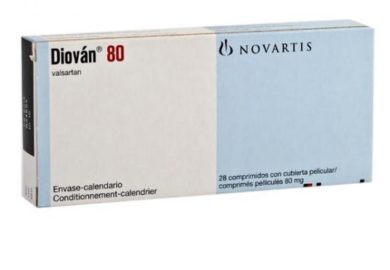 Diován® 80
valsartan
NOVARTIS
Envase-calendario
Conditionnement-calendrier
28 comprimidos con cubierta pelicular/
comprimés pelliculés 80 mg